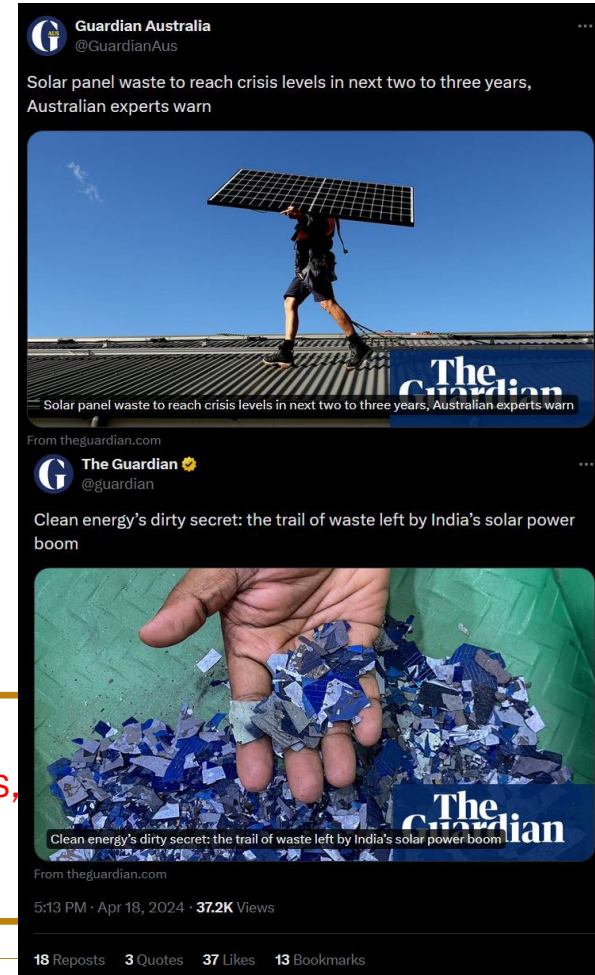 Guardian Australia
@GuardianAus
Solar panel waste to reach crisis levels in next two to three years,
Australian experts warn
The
Guardian
Solar panel waste to reach crisis levels in next two to three years, Australian experts warn
From theguardian.com
The Guardian
@guardian
Clean energy’s dirty secret: the trail of waste left by India’s solar power
boom
s,
The
Guardian
Clean energy’s dirty secret: the trail of waste left by India’s solar power boom
From theguardian.com
5:13 PM · Apr 18, 2024 · 37.2K Views
18 Reposts 3 Quotes 37 Likes 13 Bookmarks